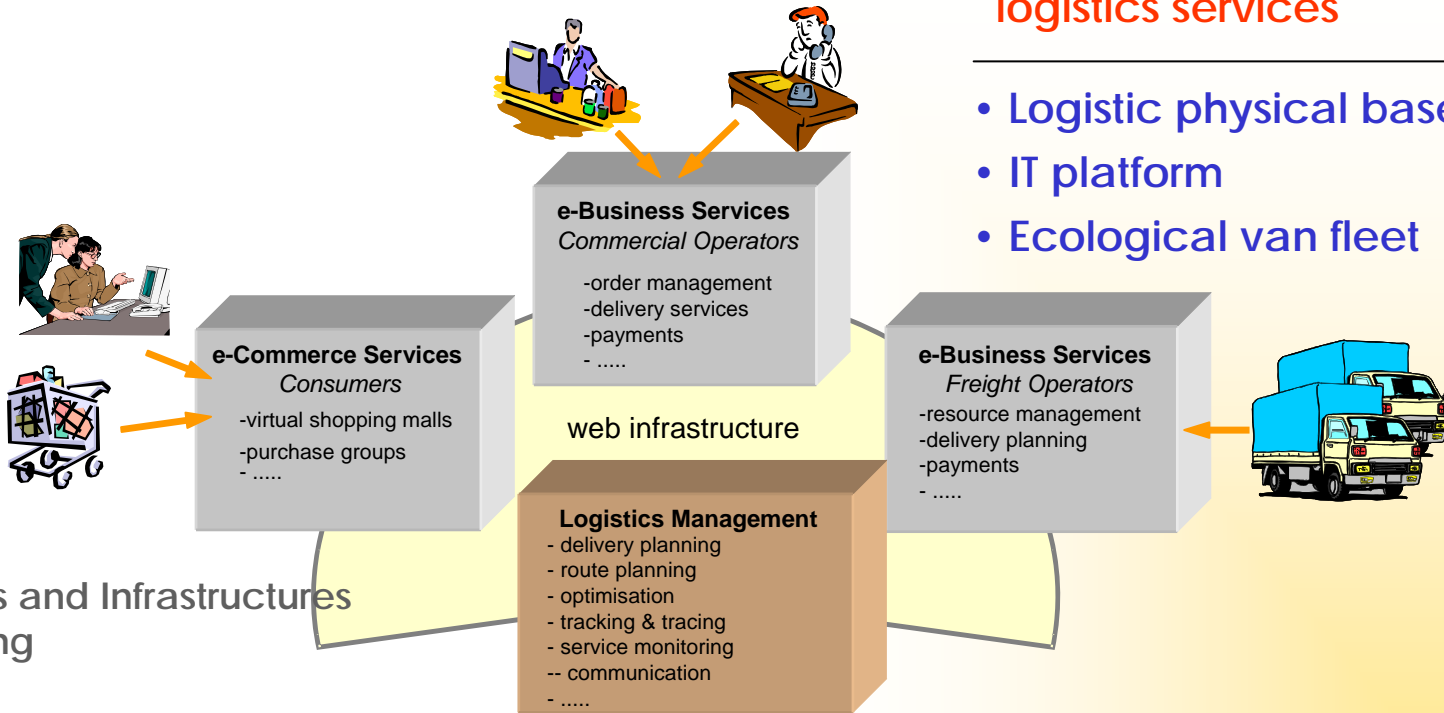 logistics services
• Logistic physical base
• IT platform
• Ecological van fleet
e-Business Services
Commercial Operators
-order management
-delivery services
-payments
- .....
e-Commerce Services
Consumers
-virtual shopping malls
-purchase groups
- .....
e-Business Services
Freight Operators
-resource management
-delivery planning
-payments
- .....
web infrastructure
Logistics Management
- delivery planning
- route planning
- optimisation
- tracking & tracing
- service monitoring
-- communication
- .....
s and Infrastructures
ng